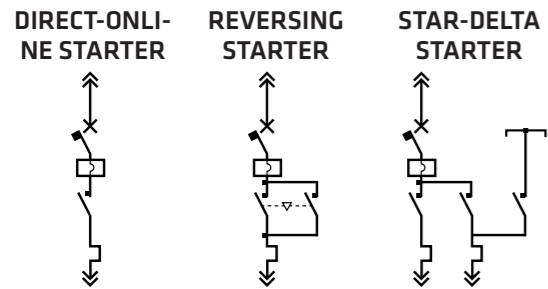 DIRECT-ONLI-
NE STARTER
REVERSING
STARTER
STAR-DELTA
STARTER